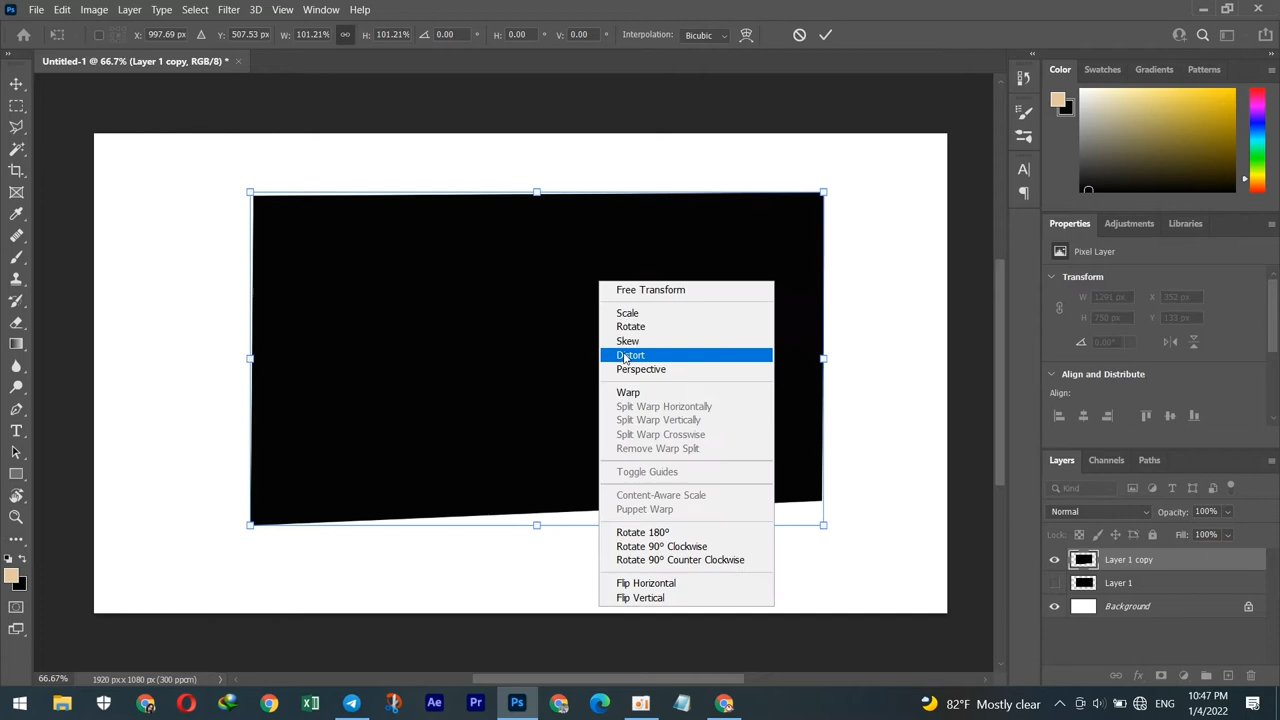 File Edit Image Layer Type Select Filter 3D View Window Help
X: 997.69 px Y: 507.53 px W: 101.21% H: 101.21% 0.00 ° H: 0.00 ° V: 0.00 ° Interpolation: Bicubic
Untitled-1 @ 66.7% (Layer 1 copy, RGB/8) *
Color Swatches Gradients Patterns
Properties Adjustments Libraries
Pixel Layer
Transform
W 1291 px X 352 px
H 750 px Y 133 px
0.00°
Align and Distribute
Align:
Free Transform
Scale
Rotate
Skew
Distort
Perspective
Warp
Split Warp Horizontally
Split Warp Vertically
Split Warp Crosswise
Remove Warp Split
Toggle Guides
Content-Aware Scale
Puppet Warp
Rotate 180°
Rotate 90° Clockwise
Rotate 90° Counter Clockwise
Flip Horizontal
Flip Vertical
Layers Channels Paths
Kind
Normal Opacity: 100%
Lock: Fill: 100%
Layer 1 copy
Layer 1
Background
66.67% 1920 px x 1080 px (300 ppcm)
Ae Pr Ps
82°F Mostly clear
10:47 PM
1/4/2022